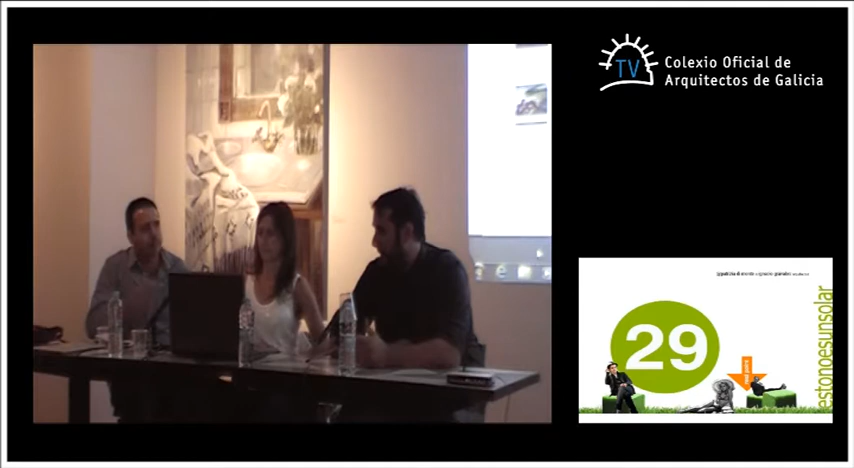 TV
Colexio Oficial de
Arquitectos de Galicia
29
estonoesunsolar